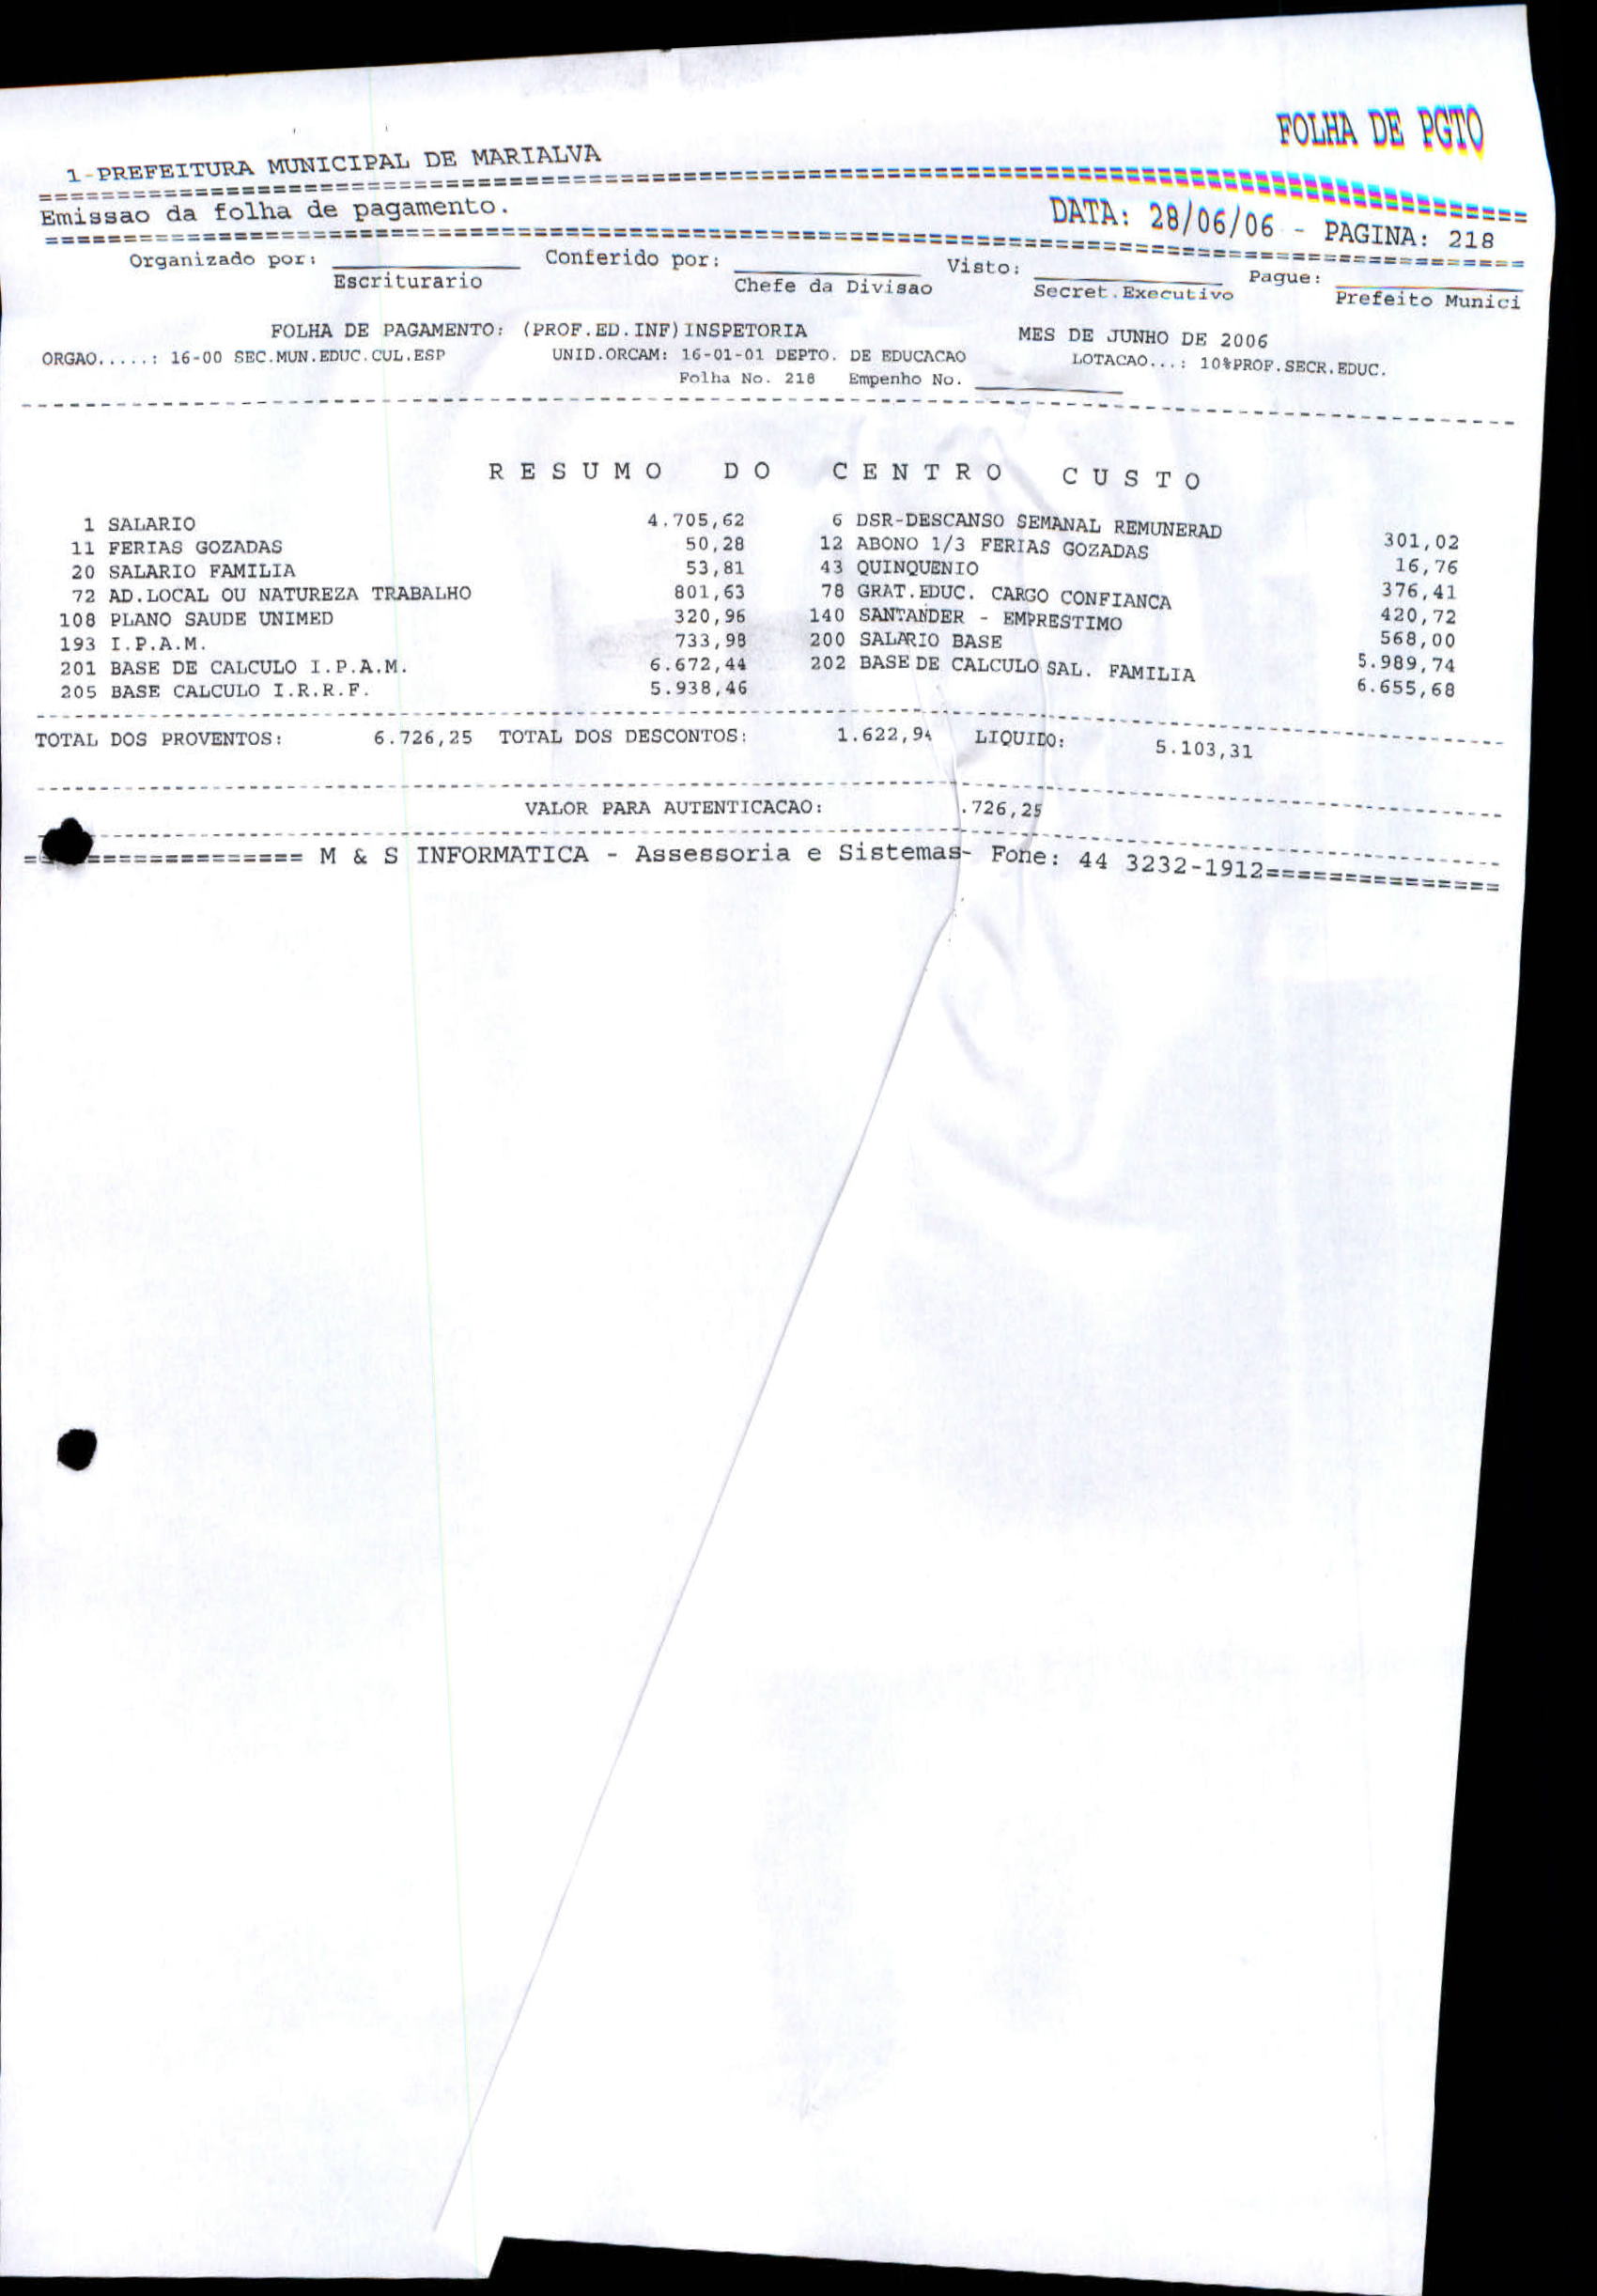 FOLHA DE PGTO
1-PREFEITURA MUNICIPAL DE MARIALVA
Emissao da folha de pagamento. DATA: 28/06/06 - PAGINA: 218
Organizado por: Conferido por: Visto: Pague:
Escriturario Chefe da Divisao Secret.Executivo Prefeito Munici
FOLHA DE PAGAMENTO: (PROF.ED.INF)INSPETORIA MES DE JUNHO DE 2006
ORGAO.....: 16-00 SEC.MUN.EDUC.CUL.ESP UNID.ORCAM: 16-01-01 DEPTO. DE EDUCACAO LOTACAO...: 10%PROF.SECR.EDUC.
Folha No. 218 Empenho No.
R E S U M O D O C E N T R O C U S T O
1 SALARIO 4.705,62 6 DSR-DESCANSO SEMANAL REMUNERAD 301,02
11 FERIAS GOZADAS 50,28 12 ABONO 1/3 FERIAS GOZADAS 16,76
20 SALARIO FAMILIA 53,81 43 QUINQUENIO 376,41
72 AD.LOCAL OU NATUREZA TRABALHO 801,63 78 GRAT.EDUC. CARGO CONFIANCA 420,72
108 PLANO SAUDE UNIMED 320,96 140 SANTANDER - EMPRESTIMO 568,00
193 I.P.A.M. 733,98 200 SALARIO BASE 5.989,74
201 BASE DE CALCULO I.P.A.M. 6.672,44 202 BASE DE CALCULO SAL. FAMILIA 6.655,68
205 BASE CALCULO I.R.R.F. 5.938,46
TOTAL DOS PROVENTOS: 6.726,25 TOTAL DOS DESCONTOS: 1.622,94 LIQUIDO: 5.103,31
VALOR PARA AUTENTICACAO: .726,25
================ M & S INFORMATICA - Assessoria e Sistemas- Fone: 44 3232-1912===============